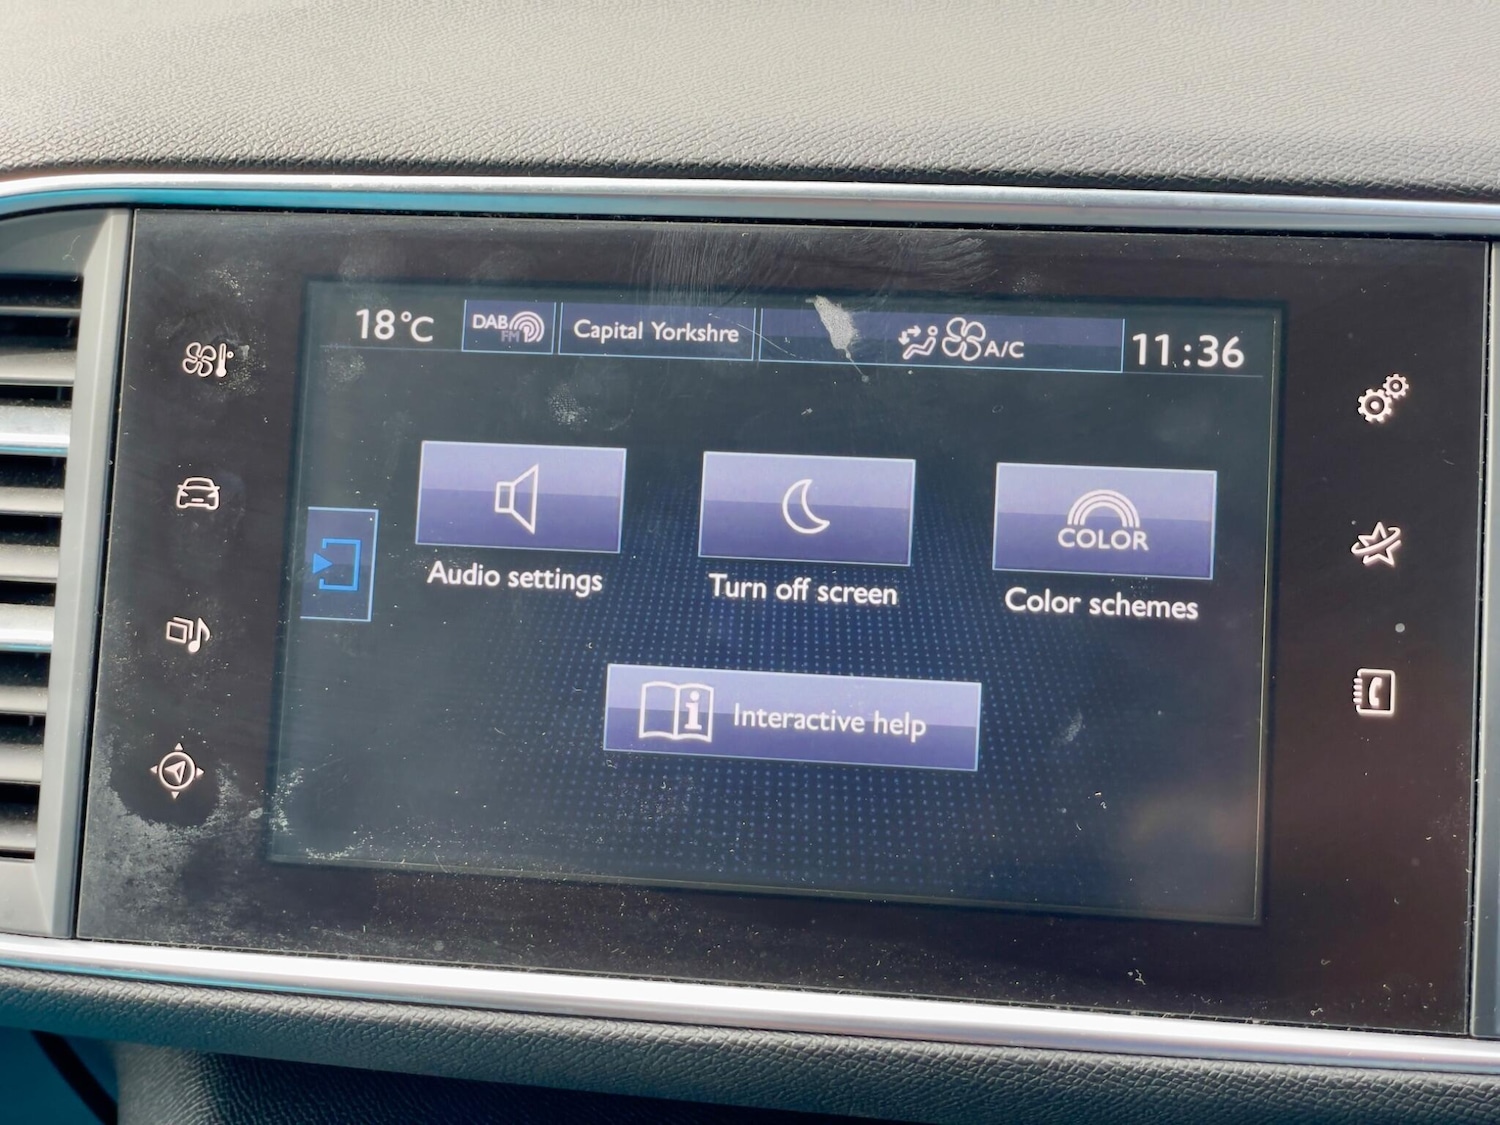 18°C
DAB
FM
Capital Yorkshre
A/C
11:36
COLOR
Audio settings
Turn off screen
Color schemes
Interactive help